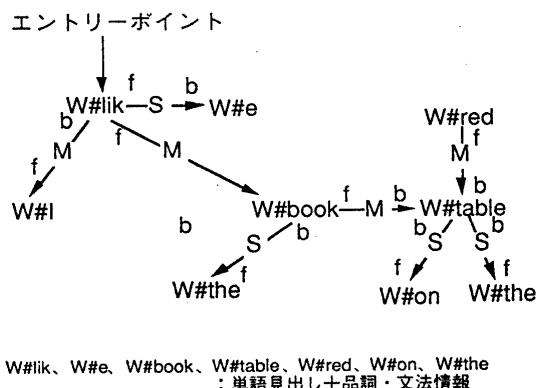 エントリーポイント
f b
W#lik S W#e
b f
W#red
M M f
f M
W#I b
W#book f M b W#table
b S b b S S b
W#the f f f
W#on W#the
W#lik、W#e、W#book、W#table、W#red、W#on、W#the
：単語見出し+品詞・文法情報